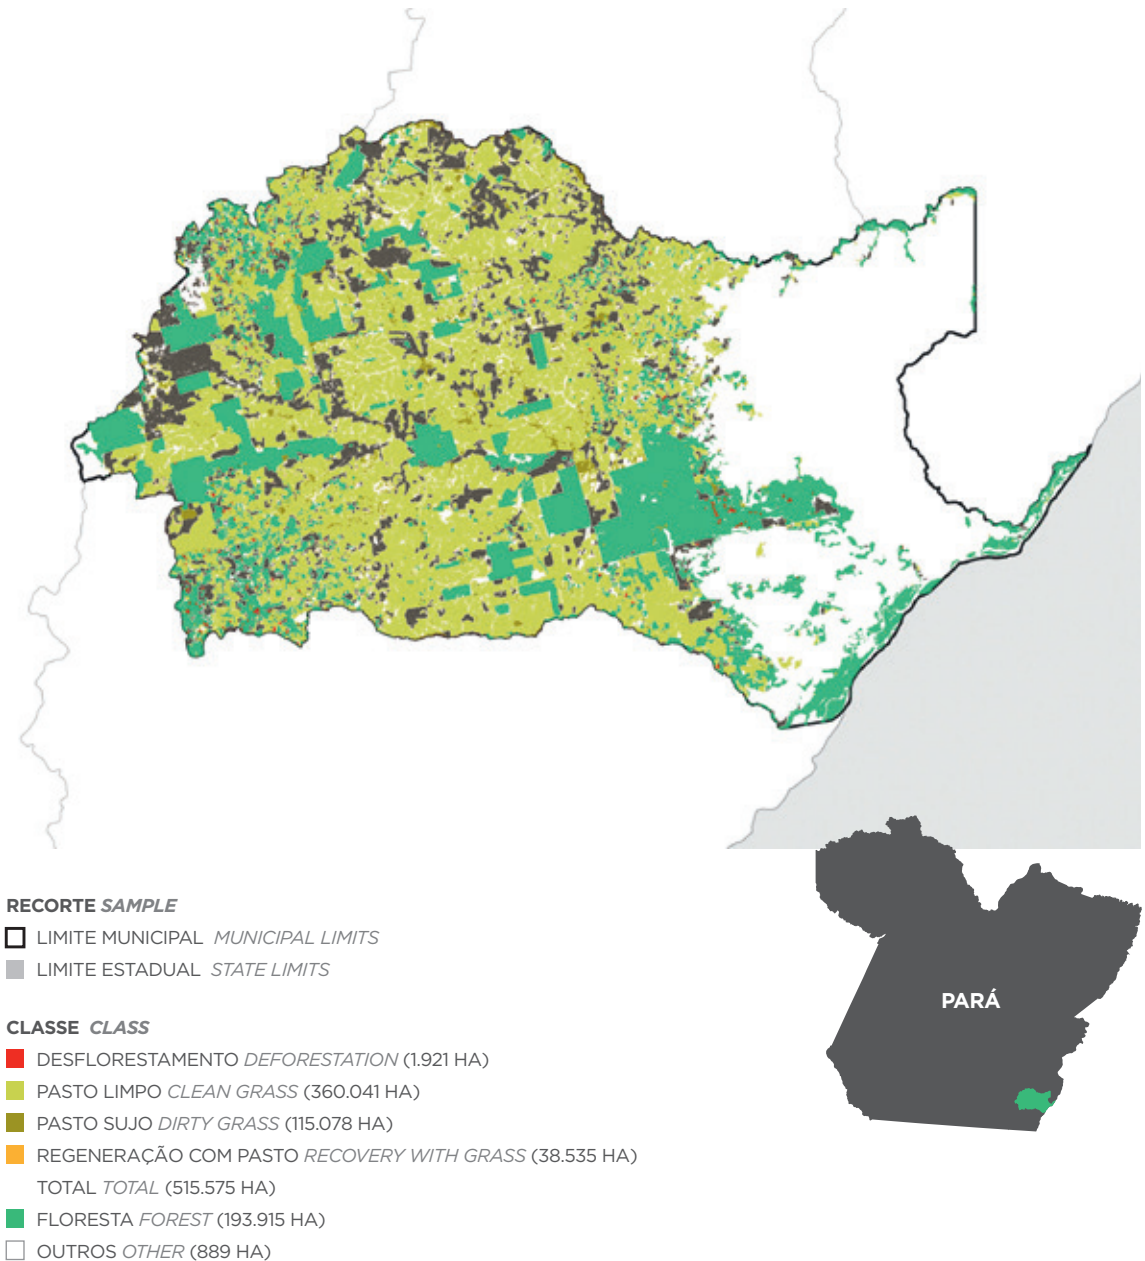 PARÁ
RECORTE SAMPLE
LIMITE MUNICIPAL MUNICIPAL LIMITS
LIMITE ESTADUAL STATE LIMITS
CLASSE CLASS
DESFLORESTAMENTO DEFORESTATION (1.921 HA)
PASTO LIMPO CLEAN GRASS (360.041 HA)
PASTO SUJO DIRTY GRASS (115.078 HA)
REGENERAÇÃO COM PASTO RECOVERY WITH GRASS (38.535 HA)
TOTAL TOTAL (515.575 HA)
FLORESTA FOREST (193.915 HA)
OUTROS OTHER (889 HA)